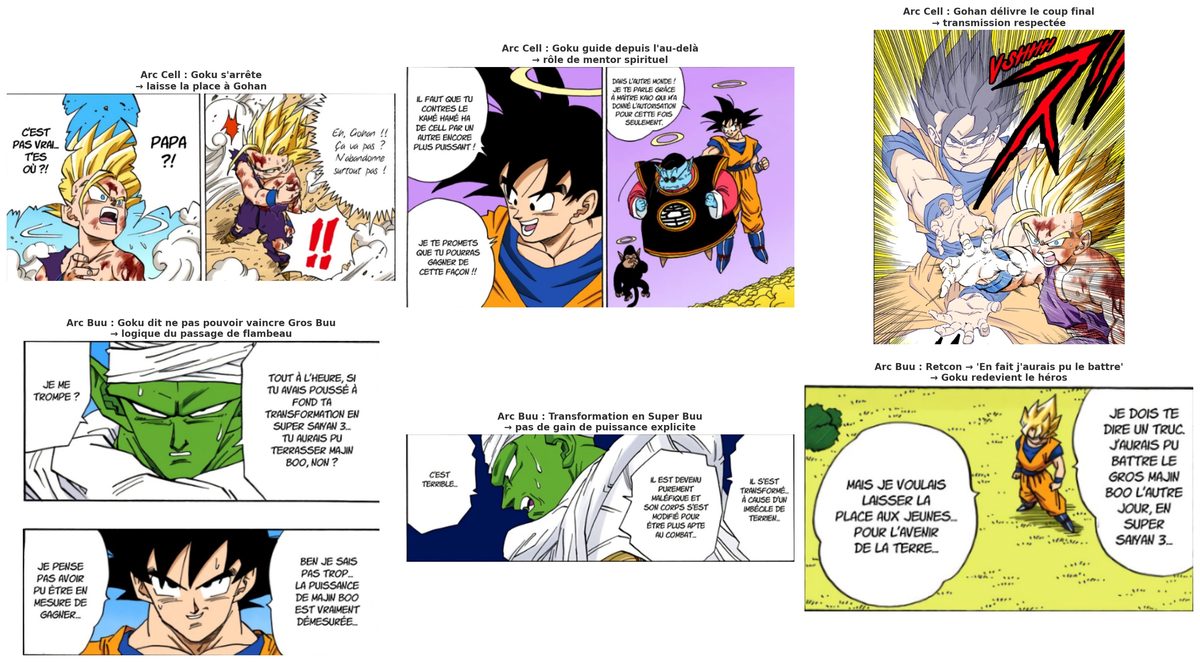 Arc Cell : Goku s'arrête
→ laisse la place à Gohan
C'EST
PAS VRAI...
T'ES
OÙ ?!
PAPA
?!
Eh, Gohan !!
Ça va pas ?
N'abandonne
surtout pas !
!!
Arc Cell : Goku guide depuis l'au-delà
→ rôle de mentor spirituel
IL FAUT QUE TU
CONTRES LE
KAMÉ HAMÉ HA
DE CELL PAR UN
AUTRE ENCORE
PLUS PUISSANT !
JE TE PROMETS
QUE TU POURRAS
GAGNER DE
CETTE FAÇON !!
DANS L'AUTRE MONDE !
JE TE PARLE GRÂCE
À MAÎTRE KAIO QUI M'A
DONNÉ L'AUTORISATION
POUR CETTE FOIS
SEULEMENT.
Arc Cell : Gohan délivre le coup final
→ transmission respectée
VSHHH
Arc Buu : Goku dit ne pas pouvoir vaincre Gros Buu
→ logique du passage de flambeau
JE ME
TROMPE ?
TOUT À L'HEURE, SI
TU AVAIS POUSSÉ À
FOND TA
TRANSFORMATION EN
SUPER SAIYAN 3...
TU AURAIS PU
TERRASSER MAJIN
BOO, NON ?
JE PENSE
PAS AVOIR
PU ÊTRE EN
MESURE DE
GAGNER...
BEN JE SAIS
PAS TROP...
LA PUISSANCE
DE MAJIN BOO
EST VRAIMENT
DÉMESURÉE...
Arc Buu : Transformation en Super Buu
→ pas de gain de puissance explicite
C'EST
TERRIBLE...
IL EST DEVENU
PUREMENT
MALÉFIQUE ET
SON CORPS S'EST
MODIFIÉ POUR
ÊTRE PLUS APTE
AU COMBAT...
IL S'EST
TRANSFORMÉ...
À CAUSE D'UN
IMBÉCILE DE
TERRIEN...
Arc Buu : Retcon → 'En fait j'aurais pu le battre'
→ Goku redevient le héros
MAIS JE VOULAIS
LAISSER LA
PLACE AUX JEUNES...
POUR L'AVENIR
DE LA TERRE...
JE DOIS TE
DIRE UN TRUC.
J'AURAIS PU
BATTRE LE
GROS MAJIN
BOO L'AUTRE
JOUR, EN
SUPER
SAIYAN 3...